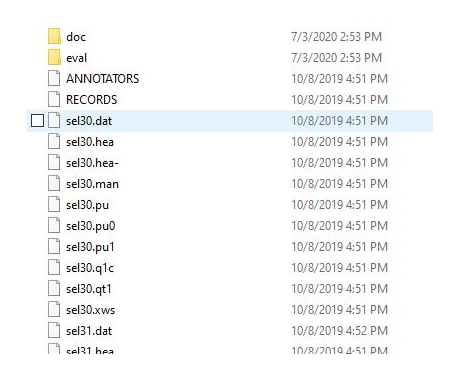 doc 7/3/2020 2:53 PM
eval 7/3/2020 2:53 PM
ANNOTATORS 10/8/2019 4:51 PM
RECORDS 10/8/2019 4:51 PM
sel30.dat 10/8/2019 4:51 PM
sel30.hea 10/8/2019 4:51 PM
sel30.hea- 10/8/2019 4:51 PM
sel30.man 10/8/2019 4:51 PM
sel30.pu 10/8/2019 4:51 PM
sel30.pu0 10/8/2019 4:51 PM
sel30.pu1 10/8/2019 4:51 PM
sel30.q1c 10/8/2019 4:51 PM
sel30.qt1 10/8/2019 4:51 PM
sel30.xws 10/8/2019 4:51 PM
sel31.dat 10/8/2019 4:52 PM
sel31.hea 10/8/2019 4:51 PM